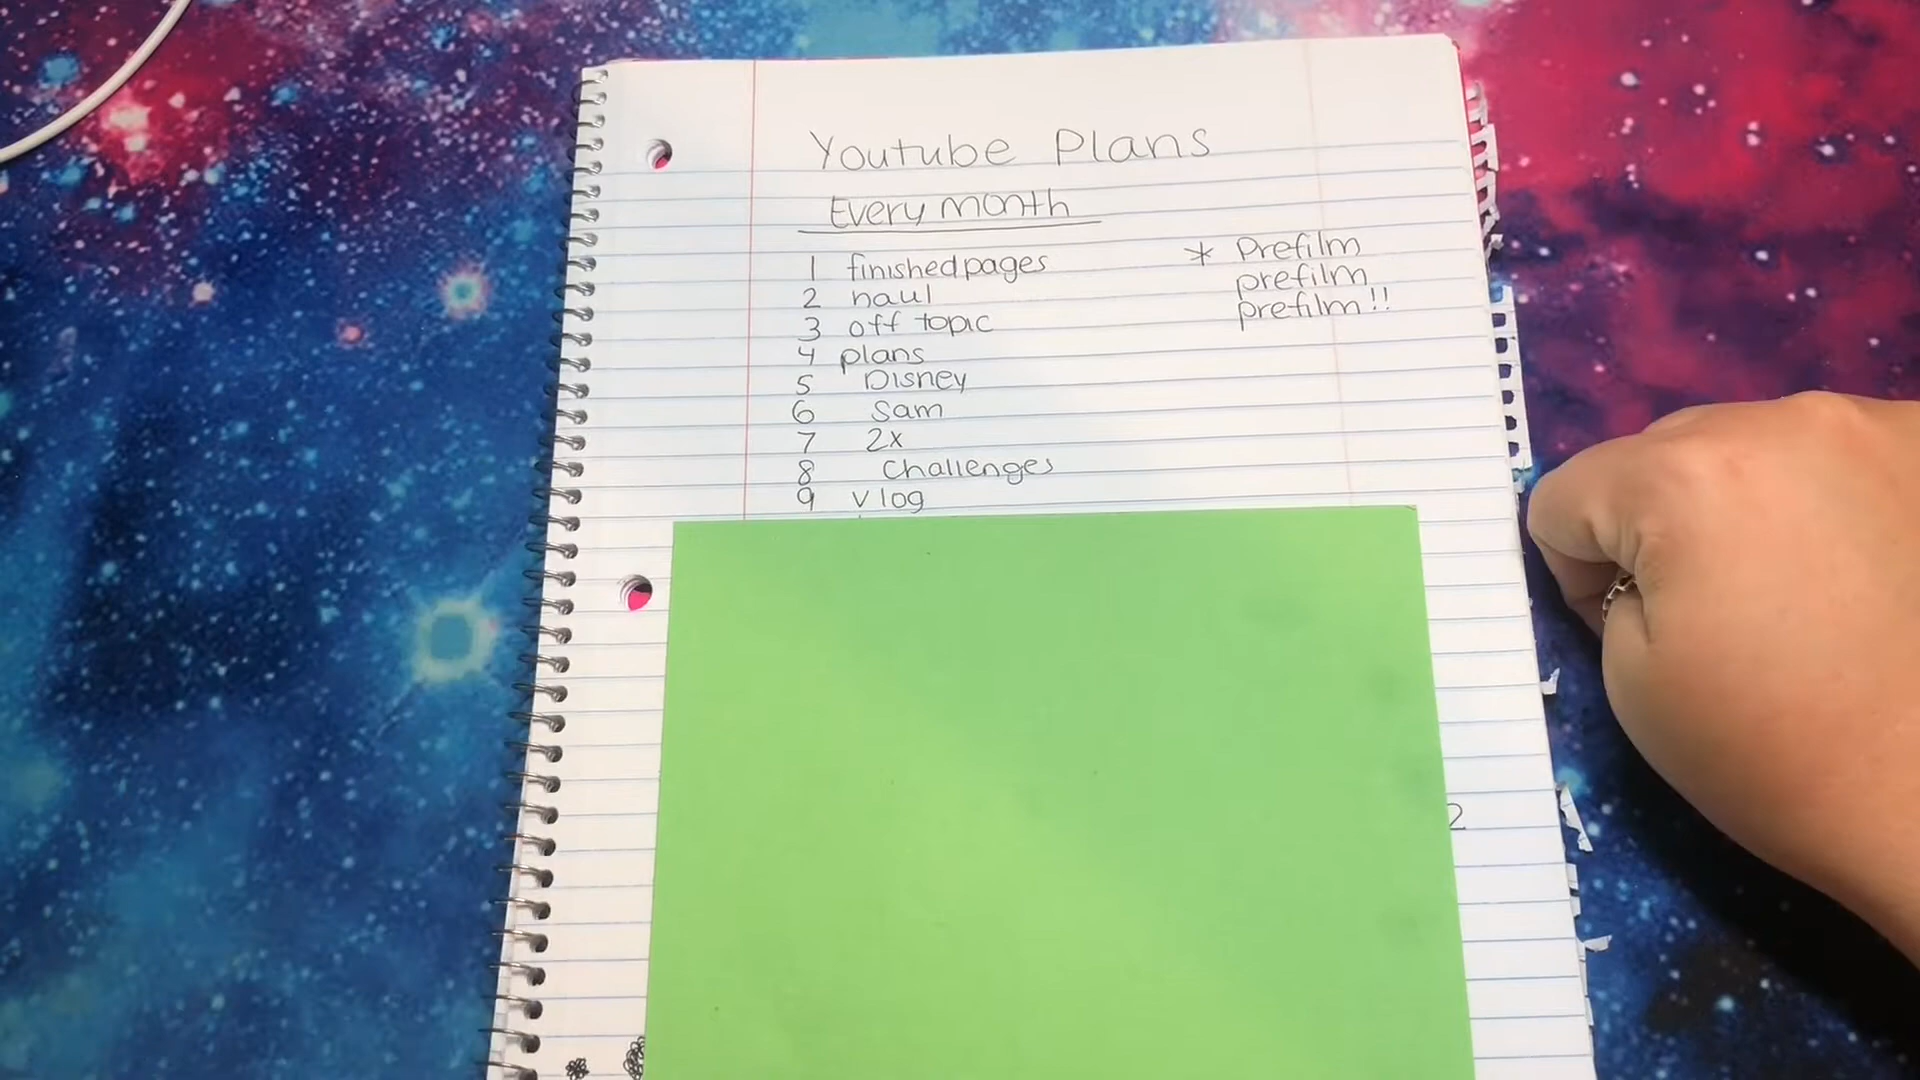 Youtube Plans
Every month
1 finished pages
2 haul
3 off topic
4 plans
5 Disney
6 Sam
7 2x
8 Challenges
9 Vlog
* Prefilm
prefilm
prefilm!!
2